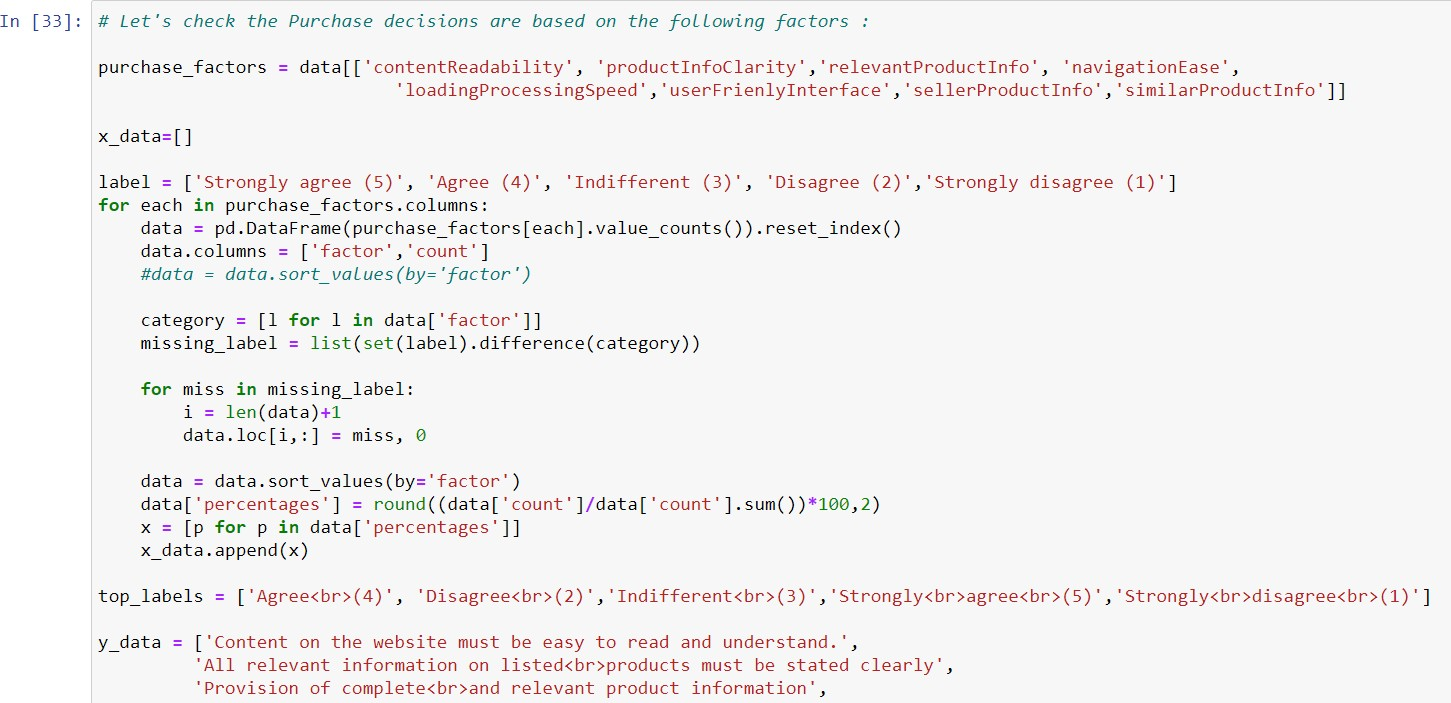 In [33]: # Let's check the Purchase decisions are based on the following factors :
purchase_factors = data[['contentReadability', 'productInfoClarity','relevantProductInfo', 'navigationEase',
'loadingProcessingSpeed','userFrienlyInterface','sellerProductInfo','similarProductInfo']]
x_data=[]
label = ['Strongly agree (5)', 'Agree (4)', 'Indifferent (3)', 'Disagree (2)','Strongly disagree (1)']
for each in purchase_factors.columns:
data = pd.DataFrame(purchase_factors[each].value_counts()).reset_index()
data.columns = ['factor','count']
#data = data.sort_values(by='factor')
category = [l for l in data['factor']]
missing_label = list(set(label).difference(category))
for miss in missing_label:
i = len(data)+1
data.loc[i,:] = miss, 0
data = data.sort_values(by='factor')
data['percentages'] = round((data['count']/data['count'].sum())*100,2)
x = [p for p in data['percentages']]
x_data.append(x)
top_labels = ['Agree<br>(4)', 'Disagree<br>(2)','Indifferent<br>(3)','Strongly<br>agree<br>(5)','Strongly<br>disagree<br>(1)']
y_data = ['Content on the website must be easy to read and understand.',
'All relevant information on listed<br>products must be stated clearly',
'Provision of complete<br>and relevant product information',